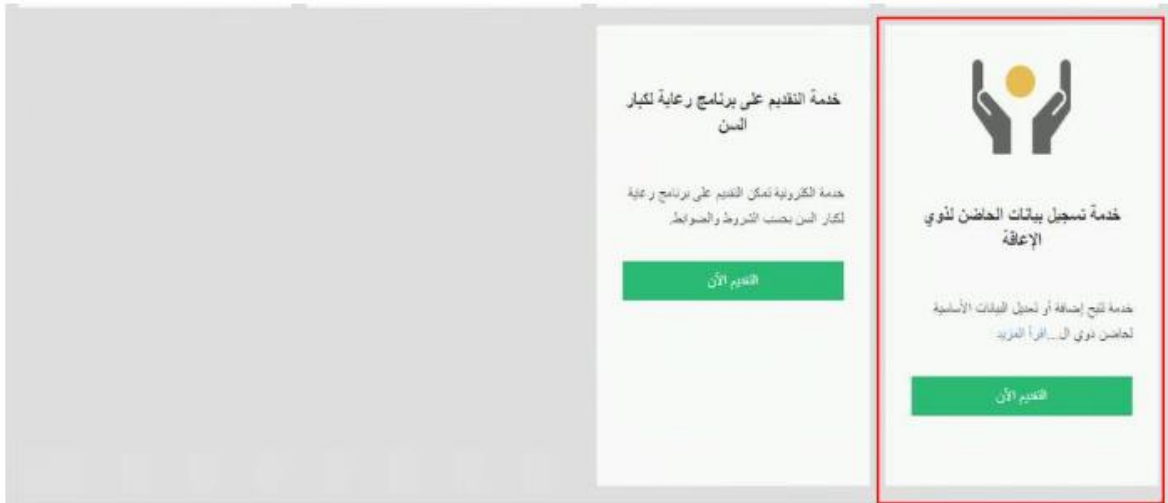 خدمة تسجيل بيانات الحاضن لذوي
الإعاقة
خدمة تتيح إضافة أو تعديل البيانات الأساسية
لحاضن ذوي ال...اقرأ المزيد
التقديم الآن
خدمة التقديم على برنامج رعاية لكبار
السن
خدمة الكترونية تمكن التقديم على برنامج رعاية
لكبار السن بحسب الشروط والضوابط.
التقديم الآن